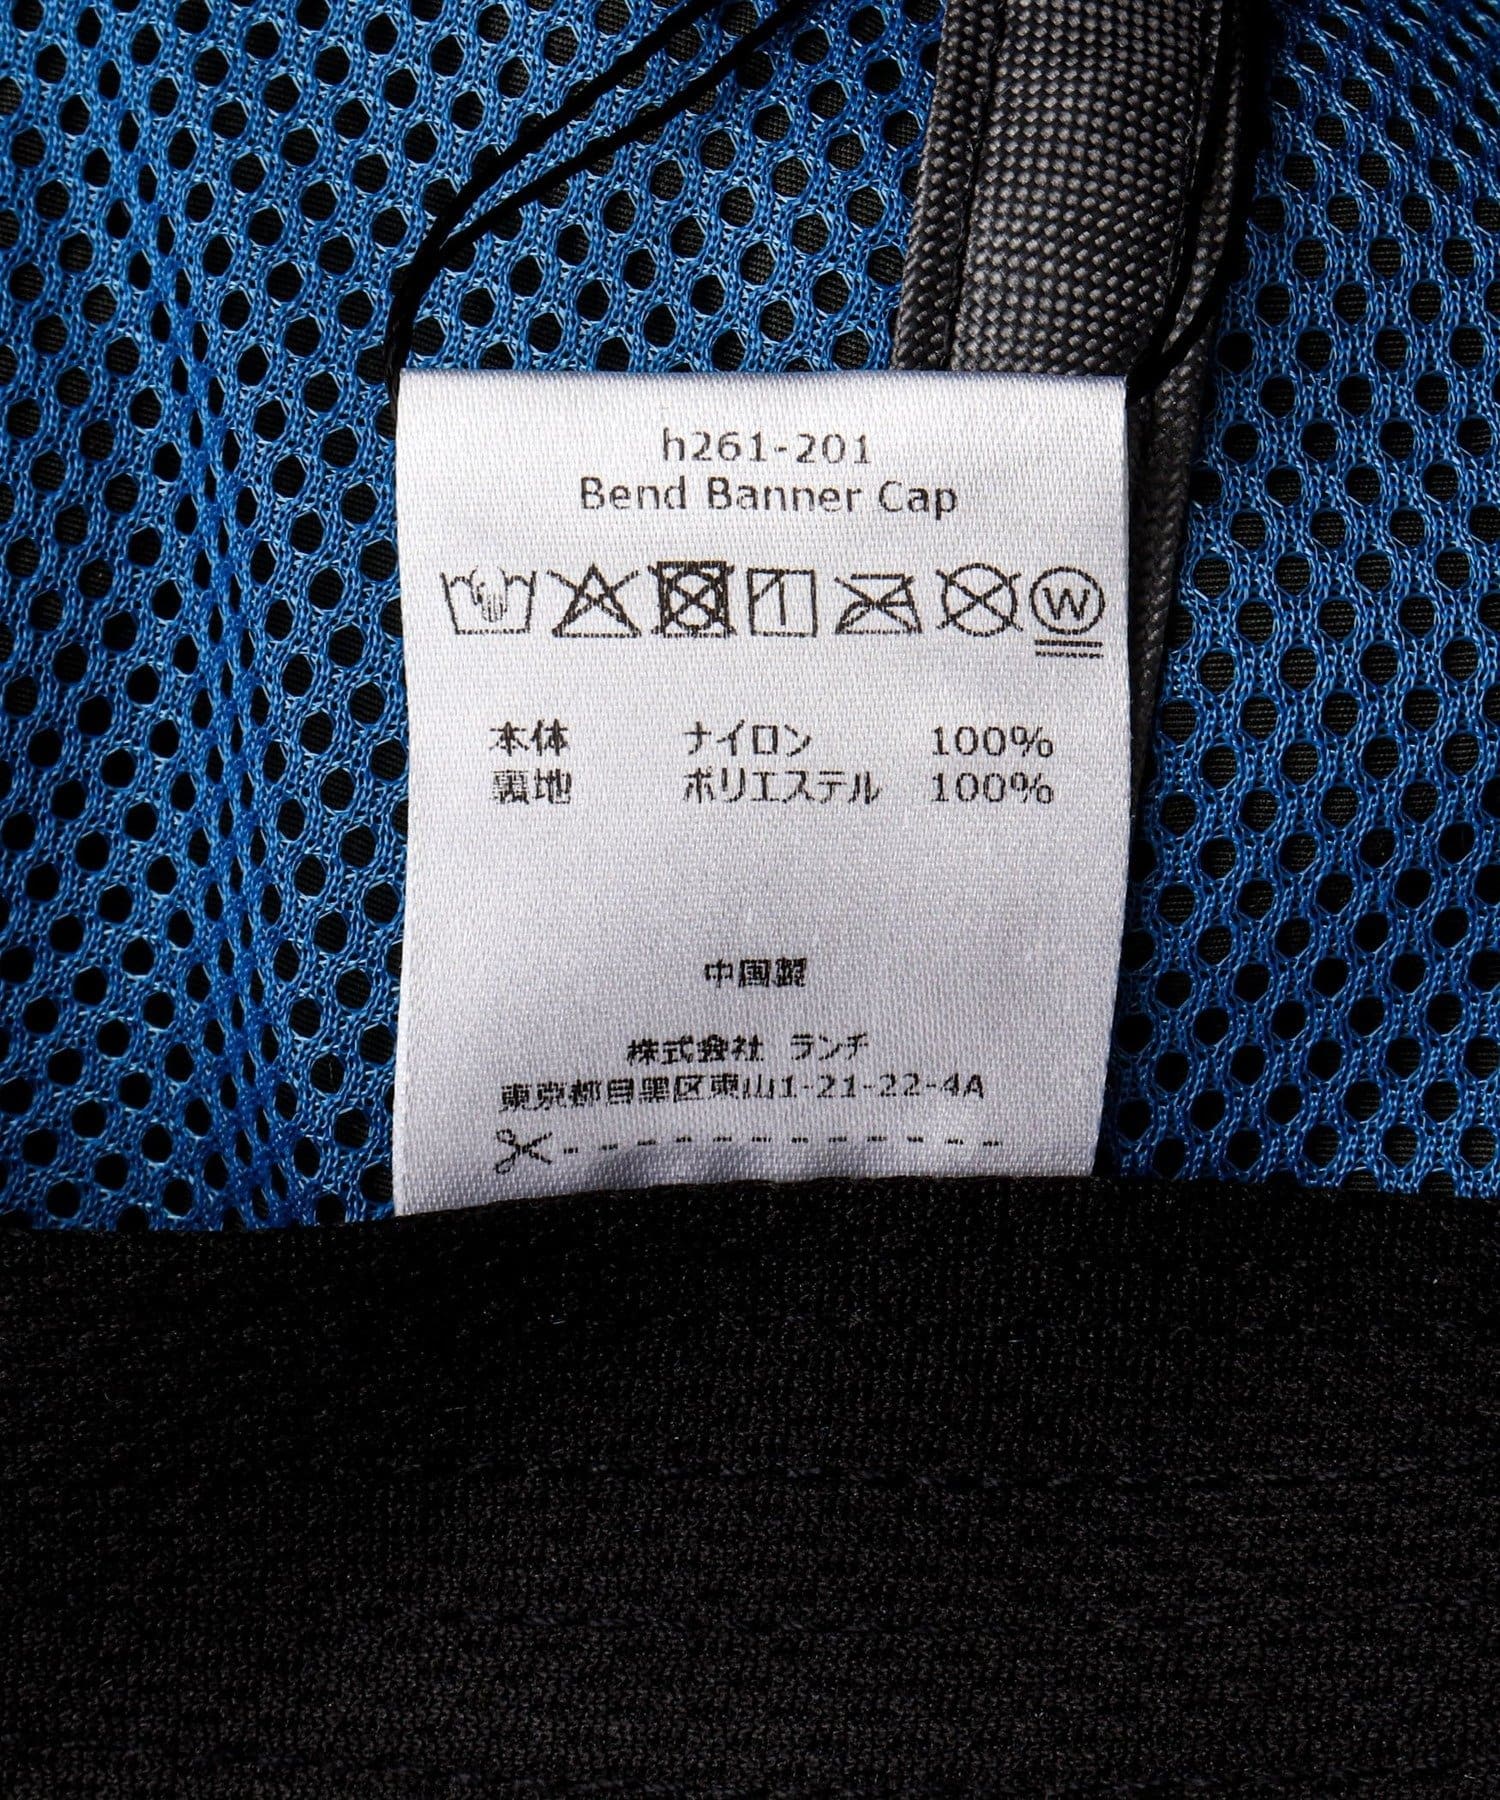 h261-201
Bend Banner Cap
W
本体 ナイロン 100%
裏地 ポリエステル 100%
中国製
株式会社 ランチ
東京都目黒区東山1-21-22-4A